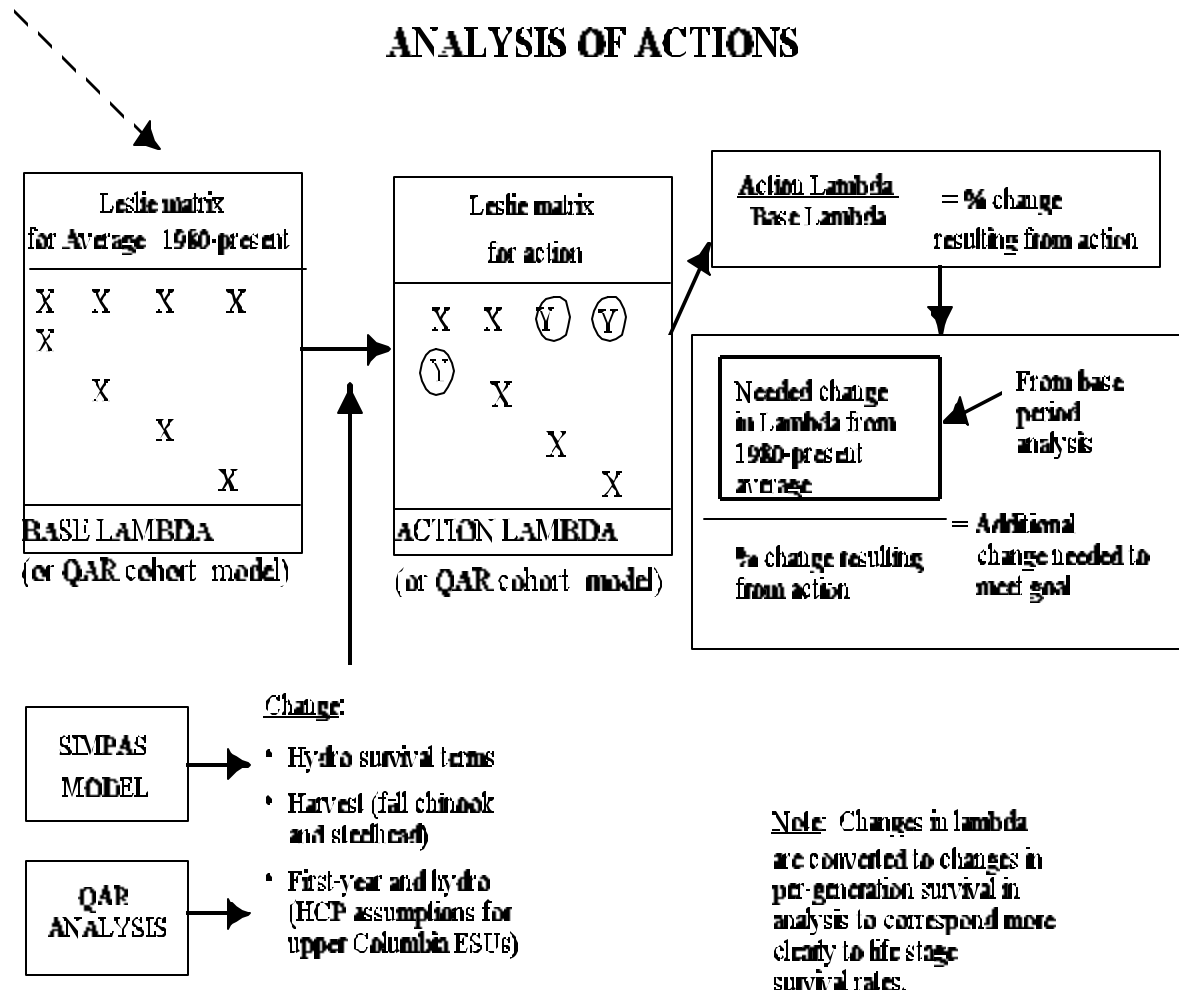 ANALYSIS OF ACTIONS
Leslie matrix
for Average 1980-present
X X X X
X
X
X
X
BASE LAMBDA
(or QAR cohort model)
Leslie matrix
for action
X X Y Y
Y
X
X
X
ACTION LAMBDA
(or QAR cohort model)
Action Lambda
Base Lambda
= % change
resulting from action
Needed change
in Lambda from
1980-present
average
From base
period
analysis
% change resulting
from action
= Additional
change needed to
meet goal
SIMPAS
MODEL
QAR
ANALYSIS
Change:
• Hydro survival terms
• Harvest (fall chinook
and steelhead)
• First-year and hydro
(HCP assumptions for
upper Columbia ESUs)
Note: Changes in lambda
are converted to changes in
per-generation survival in
analysis to correspond more
clearly to life stage
survival rates.